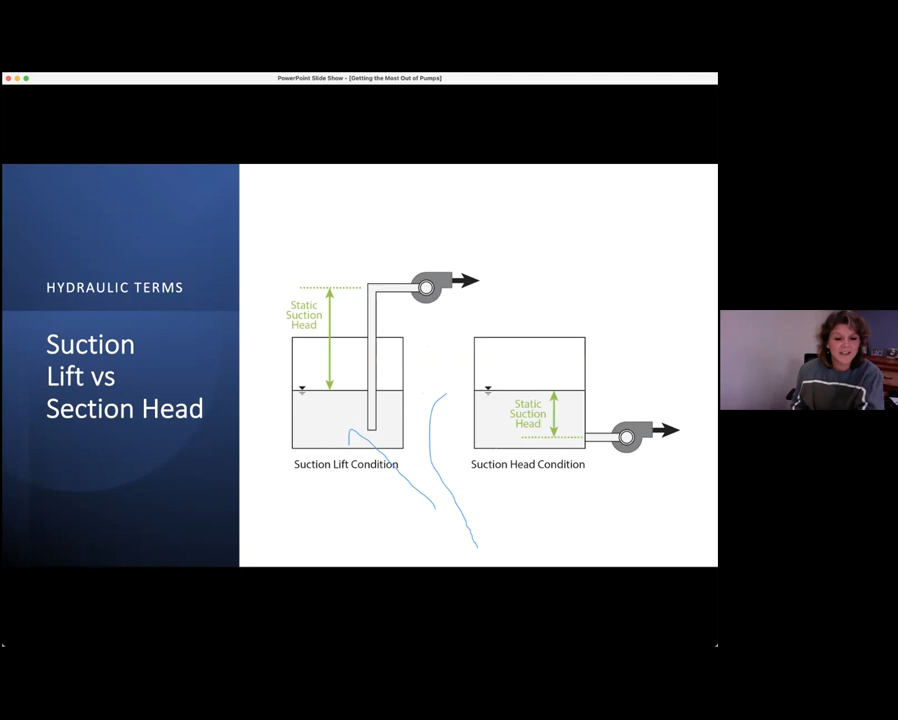 PowerPoint Slide Show - [Getting the Most Out of Pumps]
HYDRAULIC TERMS
Suction
Lift vs
Section Head
Static
Suction
Head
Suction Lift Condition
Static
Suction
Head
Suction Head Condition